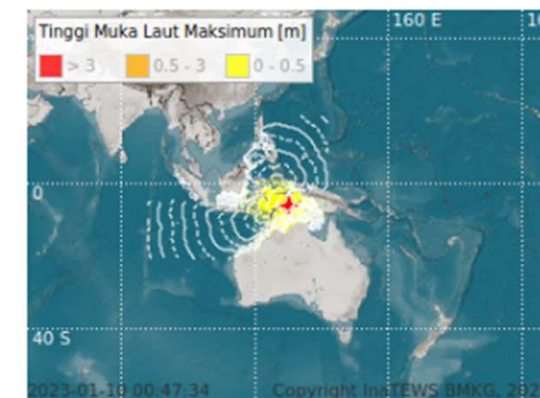 160 E
Tinggi Muka Laut Maksimum [m]
> 3 0.5 - 3 0 - 0.5
0
40 S
2023-01-10 00:47:34 Copyright InaTEWS BMKG, 202